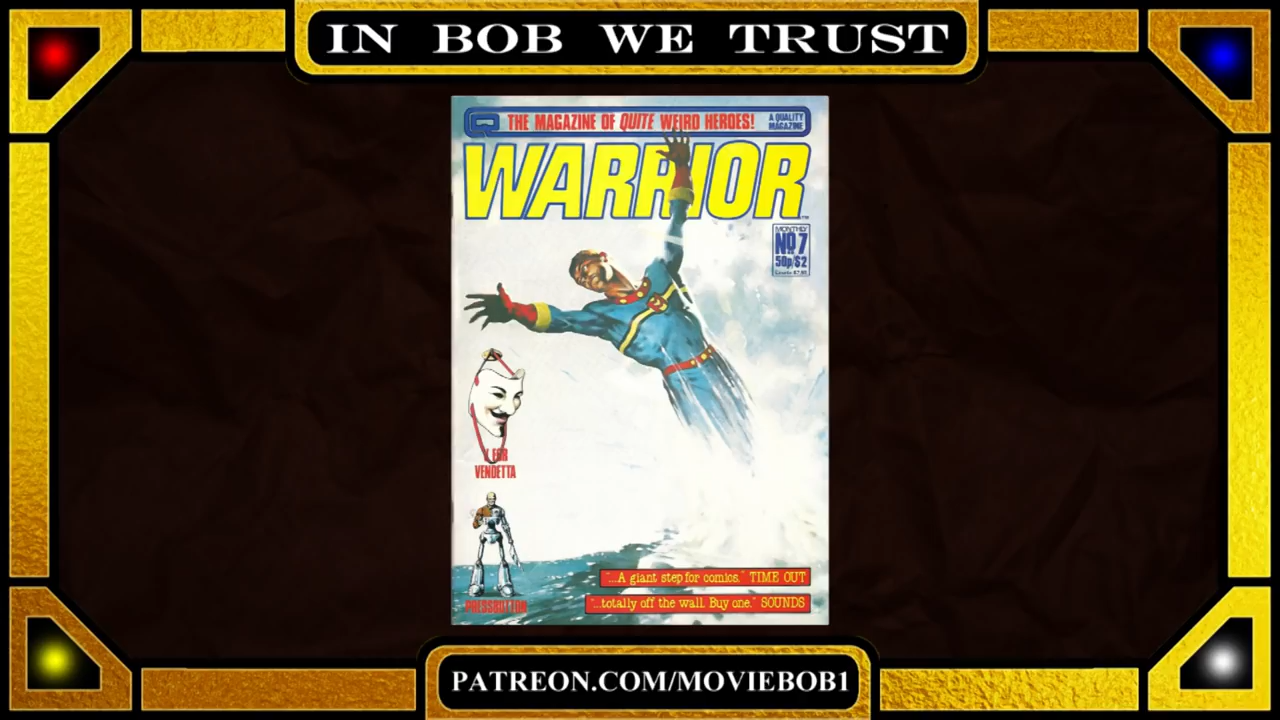 IN BOB WE TRUST
THE MAGAZINE OF QUITE WEIRD HEROES!
A QUALITY
MAGAZINE
WARRIOR
MONTHLY
NO7
50p/$2
V FOR
VENDETTA
PRESSBUTTON
"...A giant step for comics." TIME OUT
"...totally off the wall. Buy one." SOUNDS
PATREON.COM/MOVIEBOB1